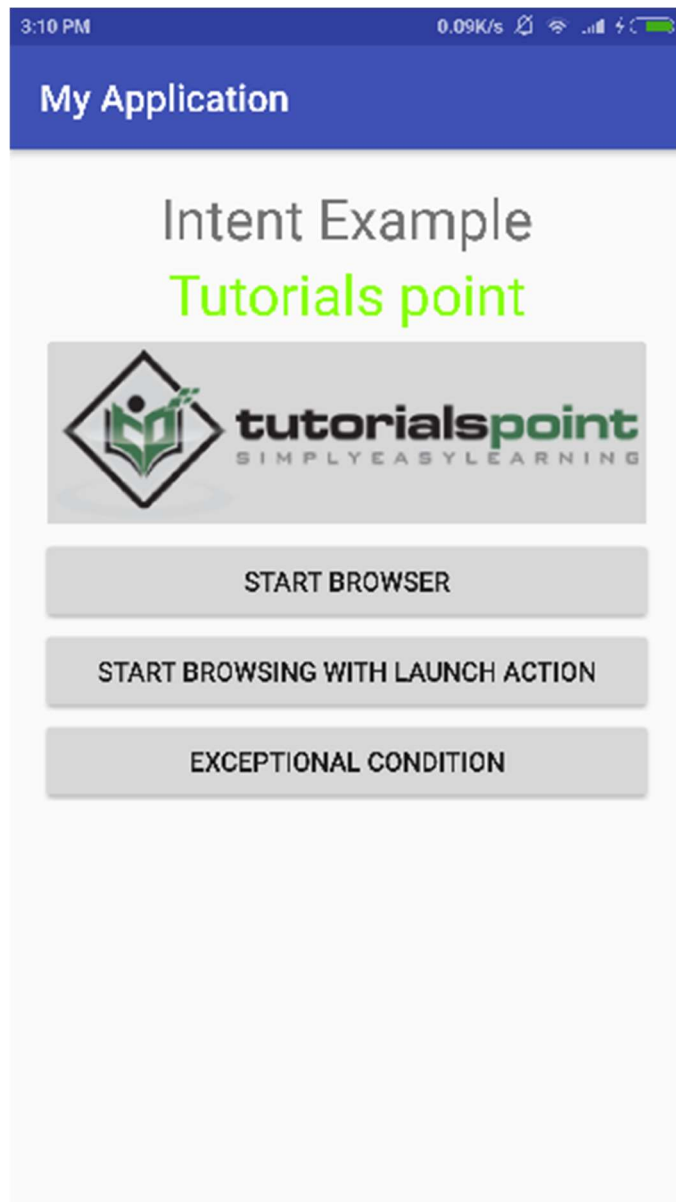 3:10 PM 0.09K/s
My Application
Intent Example
Tutorials point
tutorialspoint
SIMPLYEASYLEARNING
START BROWSER
START BROWSING WITH LAUNCH ACTION
EXCEPTIONAL CONDITION